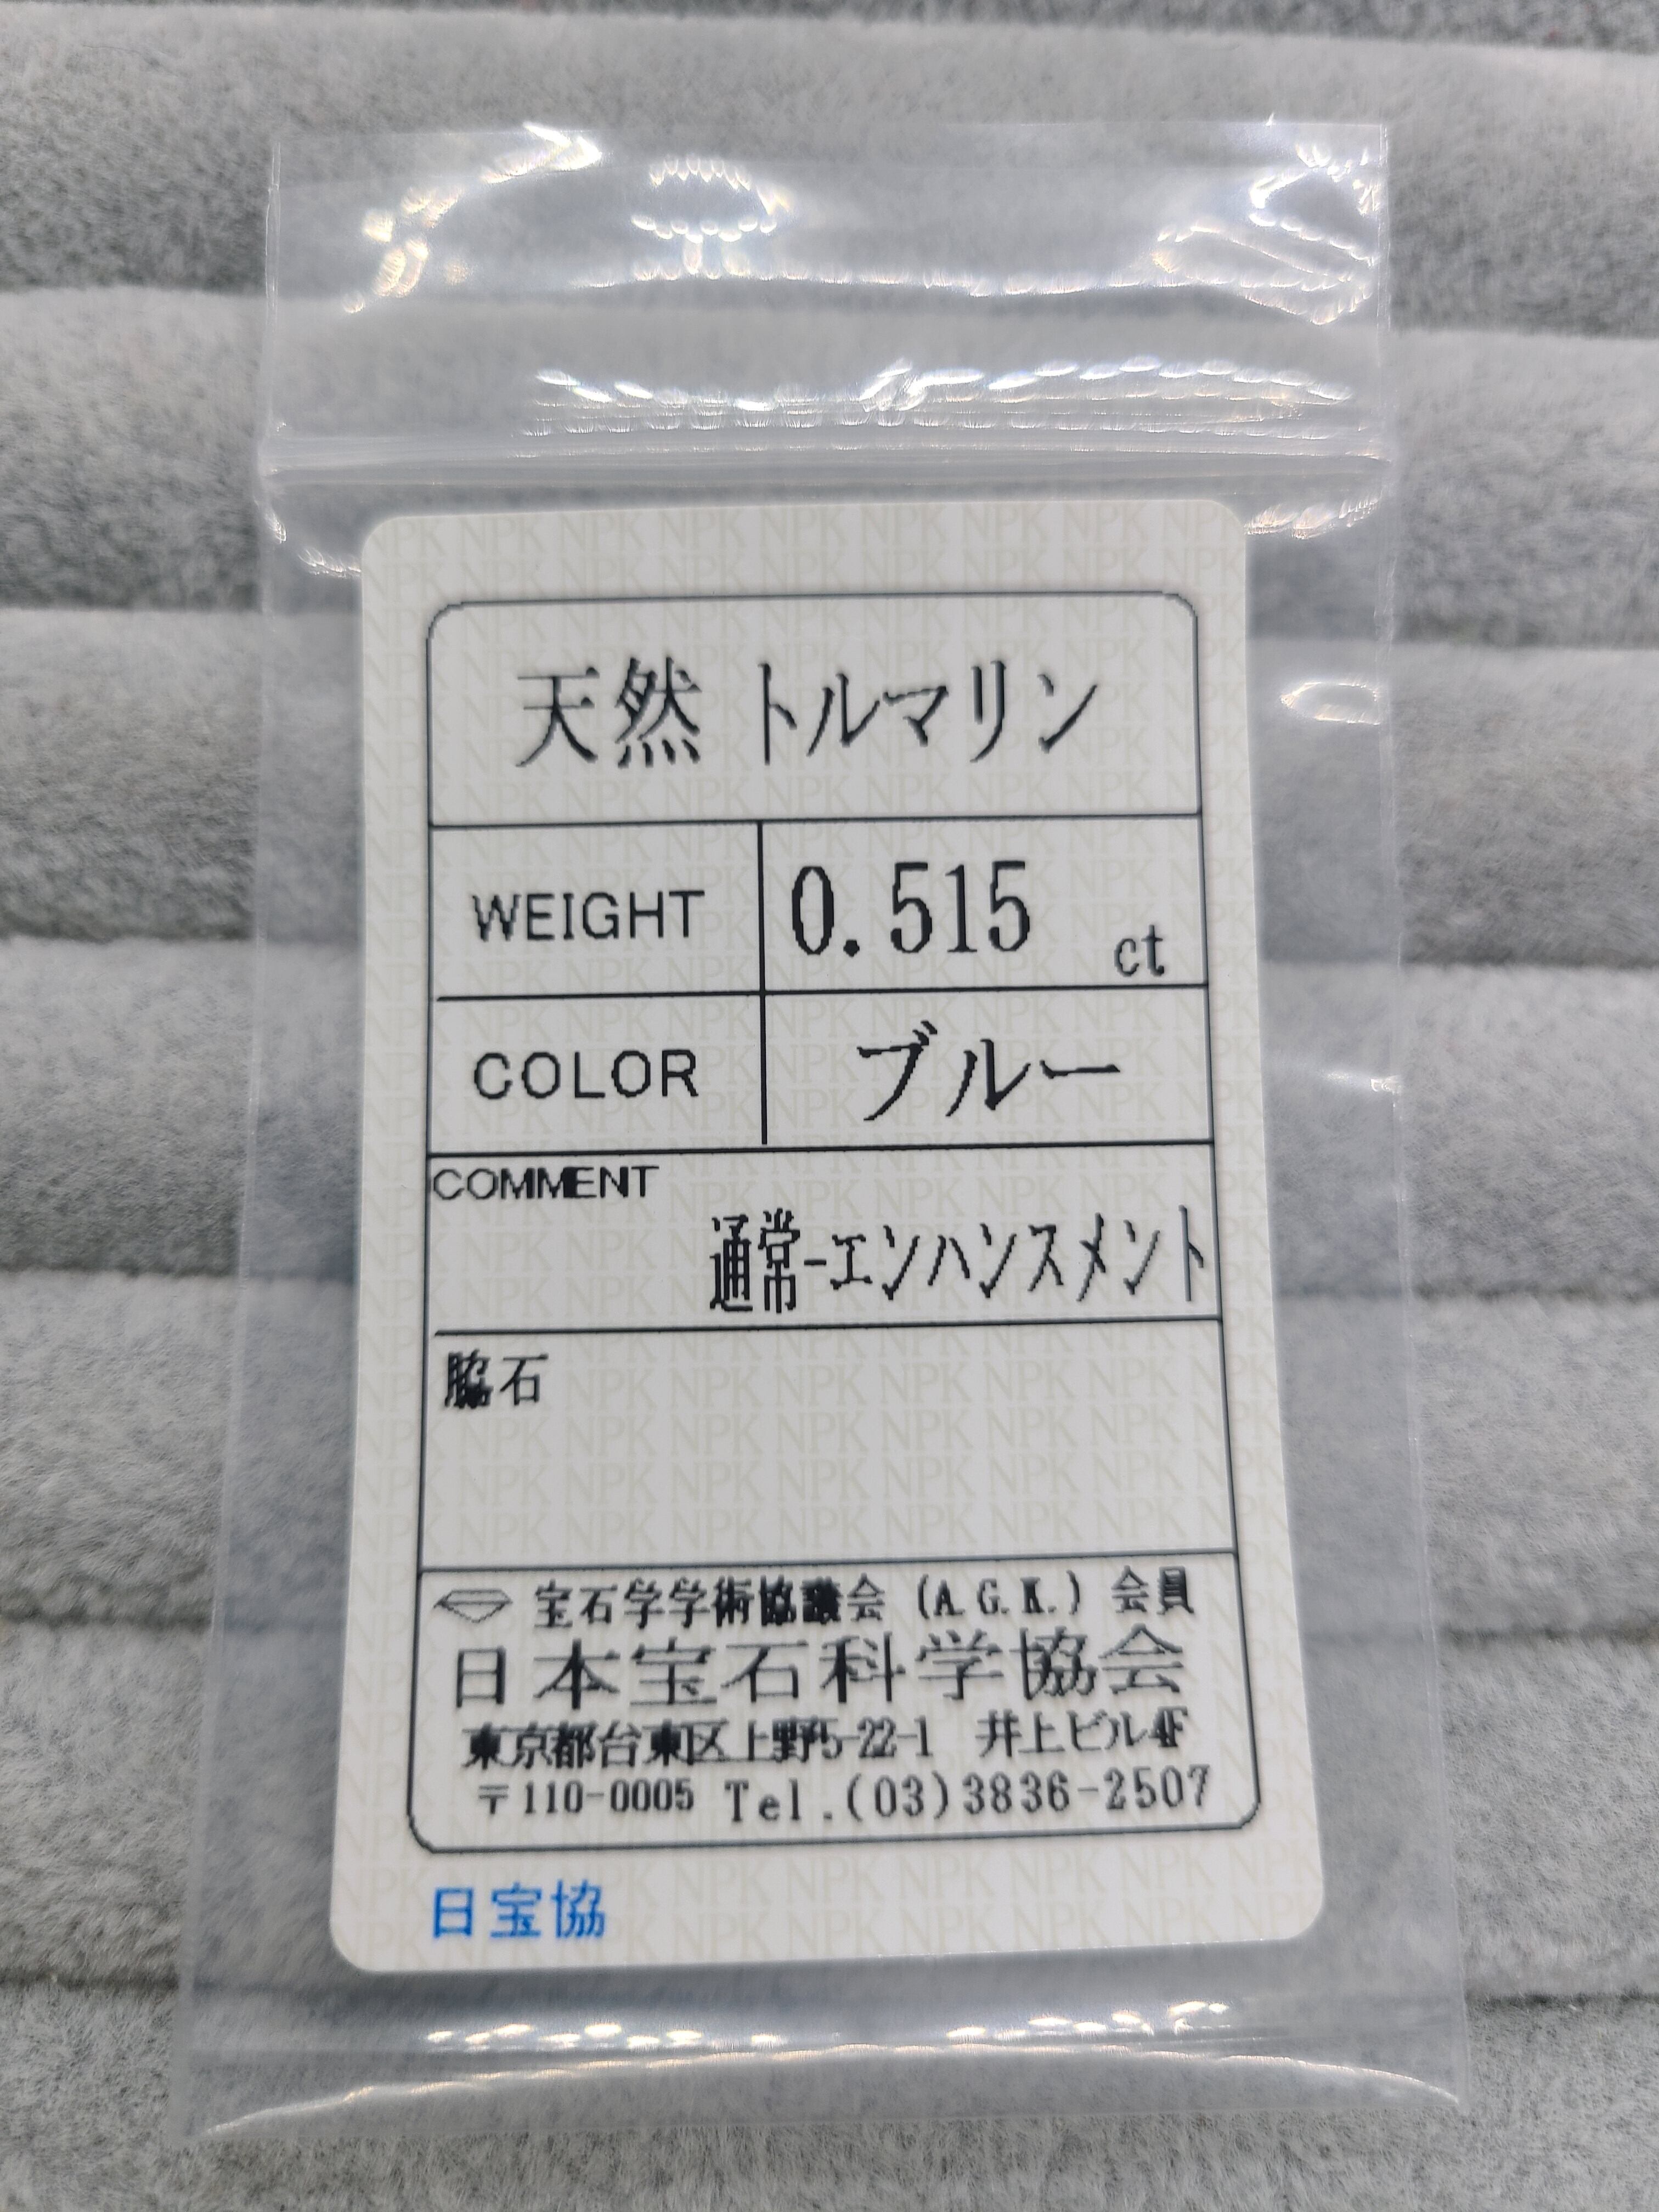 天然 トルマリン
WEIGHT 0.515 ct
COLOR ブルー
COMMENT
通常-エンハンスメント
脇石
宝石学学術協議会 (A.G.K.) 会員
日本宝石科学協会
東京都台東区上野5-22-1 井上ビル4F
〒110-0005 Tel.(03)3836-2507
日宝協